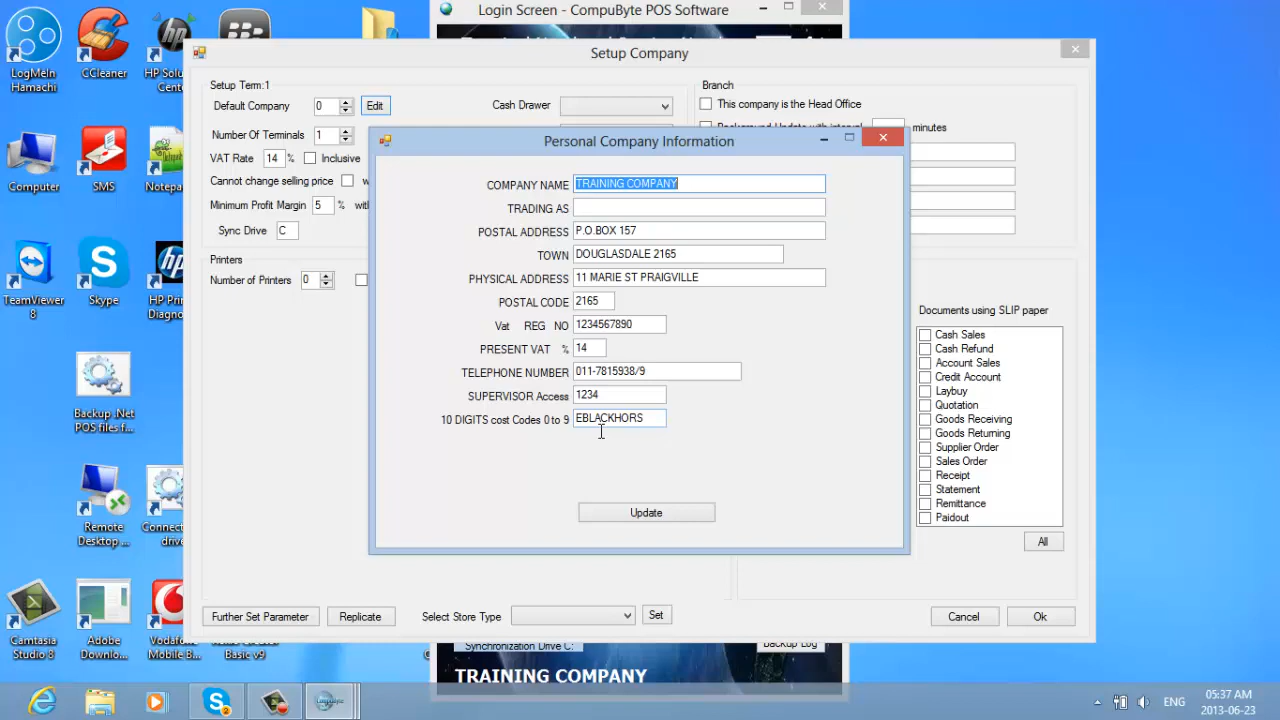 Login Screen - CompuByte POS Software
Setup Company
LogMeIn Hamachi
CCleaner
Computer
SMS
TeamViewer 8
Skype
Backup .Net POS files f...
Remote Desktop ...
Camtasia Studio 8
Adobe Downlo...
Setup Term:1
Default Company 0 Edit
Cash Drawer
Number Of Terminals 1
VAT Rate 14 % Inclusive
Cannot change selling price
Minimum Profit Margin 5 %
Sync Drive C
Printers
Number of Printers 0
Branch
This company is the Head Office
Background Update with interval minutes
Personal Company Information
COMPANY NAME TRAINING COMPANY
TRADING AS
POSTAL ADDRESS P.O.BOX 157
TOWN DOUGLASDALE 2165
PHYSICAL ADDRESS 11 MARIE ST PRAIGVILLE
POSTAL CODE 2165
Vat REG NO 1234567890
PRESENT VAT % 14
TELEPHONE NUMBER 011-7815938/9
SUPERVISOR Access 1234
10 DIGITS cost Codes 0 to 9 EBLACKHORS
Update
Documents using SLIP paper
Cash Sales
Cash Refund
Account Sales
Credit Account
Laybuy
Quotation
Goods Receiving
Goods Returning
Supplier Order
Sales Order
Receipt
Statement
Remittance
Paidout
All
Further Set Parameter
Replicate
Select Store Type
Set
Cancel
Ok
Synchronization Drive C:
Backup Log
TRAINING COMPANY
ENG
05:37 AM
2013-06-23